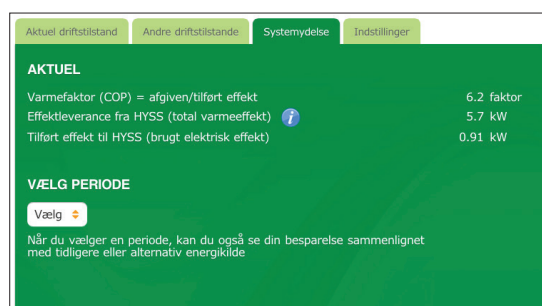 Aktuel driftstilstand Andre driftstilstande Systemydelse Indstillinger
AKTUEL
Varmefaktor (COP) = afgiven/tilført effekt 6.2 faktor
Effektleverance fra HYSS (total varmeeffekt) i 5.7 kW
Tilført effekt til HYSS (brugt elektrisk effekt) 0.91 kW
VÆLG PERIODE
Vælg
Når du vælger en periode, kan du også se din besparelse sammenlignet
med tidligere eller alternativ energikilde